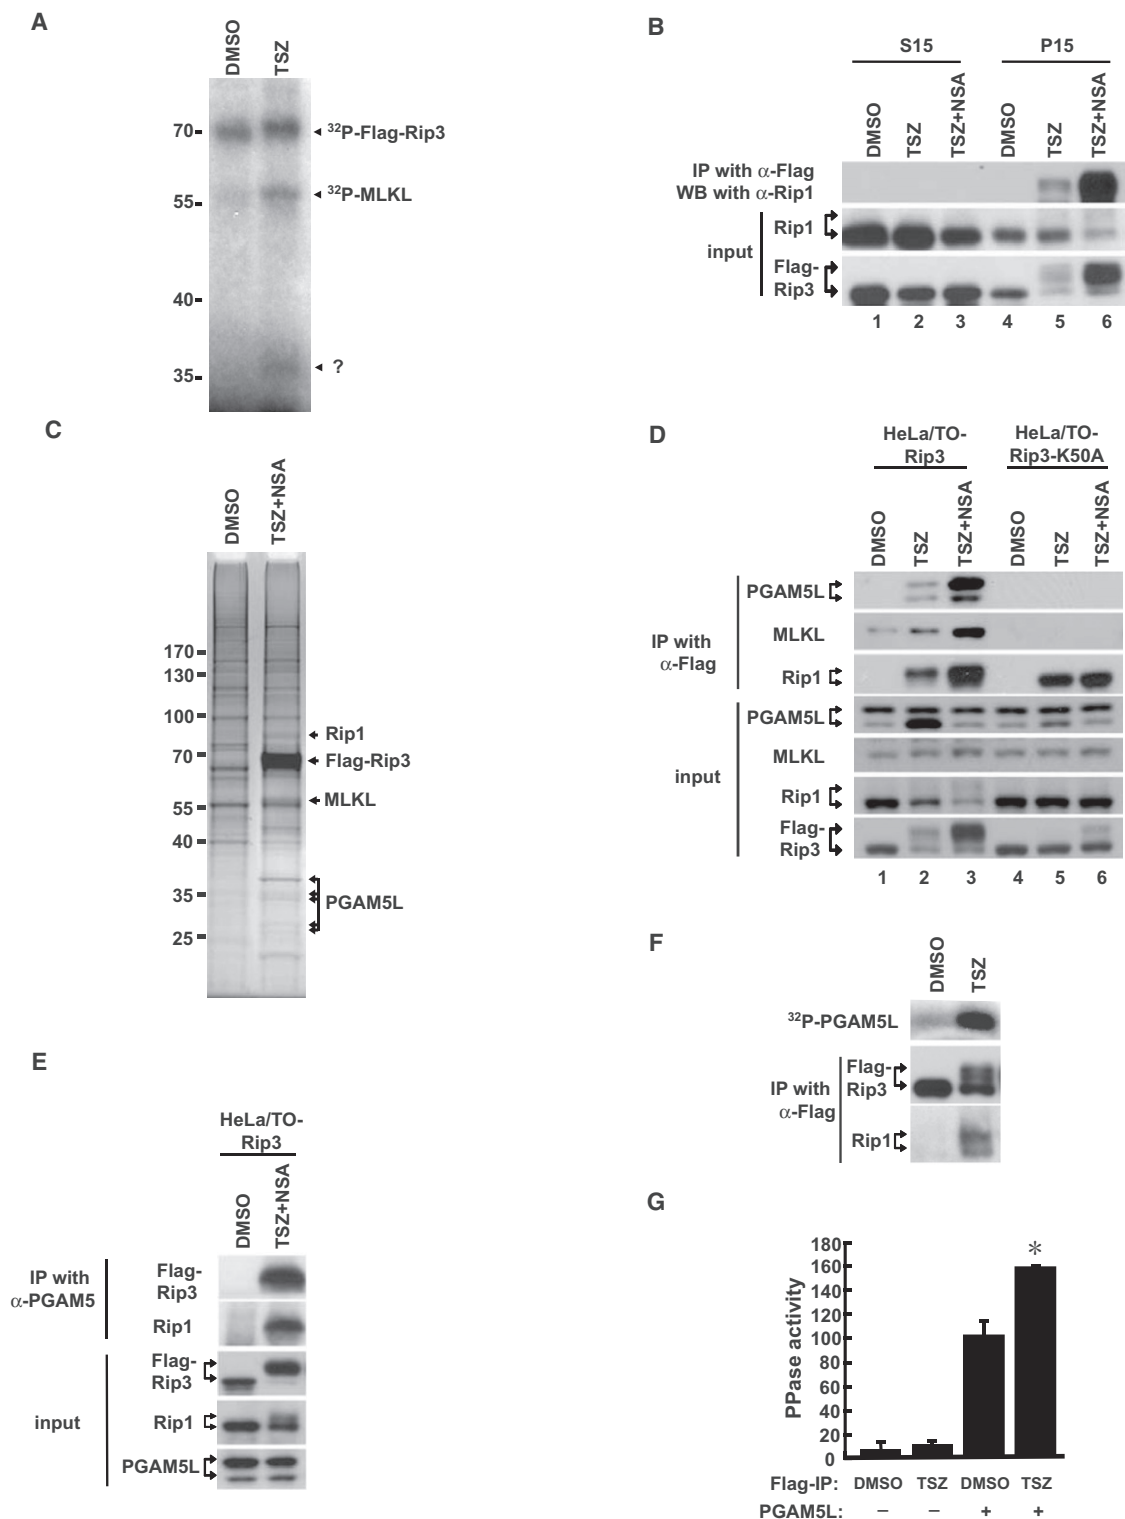 A
DMSO
TSZ
70
32P-Flag-Rip3
55
32P-MLKL
40
35
?
B
S15
P15
DMSO
TSZ
TSZ+NSA
DMSO
TSZ
TSZ+NSA
IP with α-Flag
WB with α-Rip1
input
Rip1
Flag-
Rip3
1 2 3 4 5 6
C
DMSO
TSZ+NSA
170
130
100
70
55
40
35
25
Rip1
Flag-Rip3
MLKL
PGAM5L
D
HeLa/TO-
Rip3
HeLa/TO-
Rip3-K50A
DMSO
TSZ
TSZ+NSA
DMSO
TSZ
TSZ+NSA
IP with
α-Flag
PGAM5L
MLKL
Rip1
input
PGAM5L
MLKL
Rip1
Flag-
Rip3
1 2 3 4 5 6
E
HeLa/TO-
Rip3
DMSO
TSZ+NSA
IP with
α-PGAM5
Flag-
Rip3
Rip1
input
Flag-
Rip3
Rip1
PGAM5L
F
DMSO
TSZ
32P-PGAM5L
IP with
α-Flag
Flag-
Rip3
Rip1
G
PPase activity
180
160
140
120
100
80
60
40
20
0
*
Flag-IP: DMSO TSZ DMSO TSZ
PGAM5L: − − + +